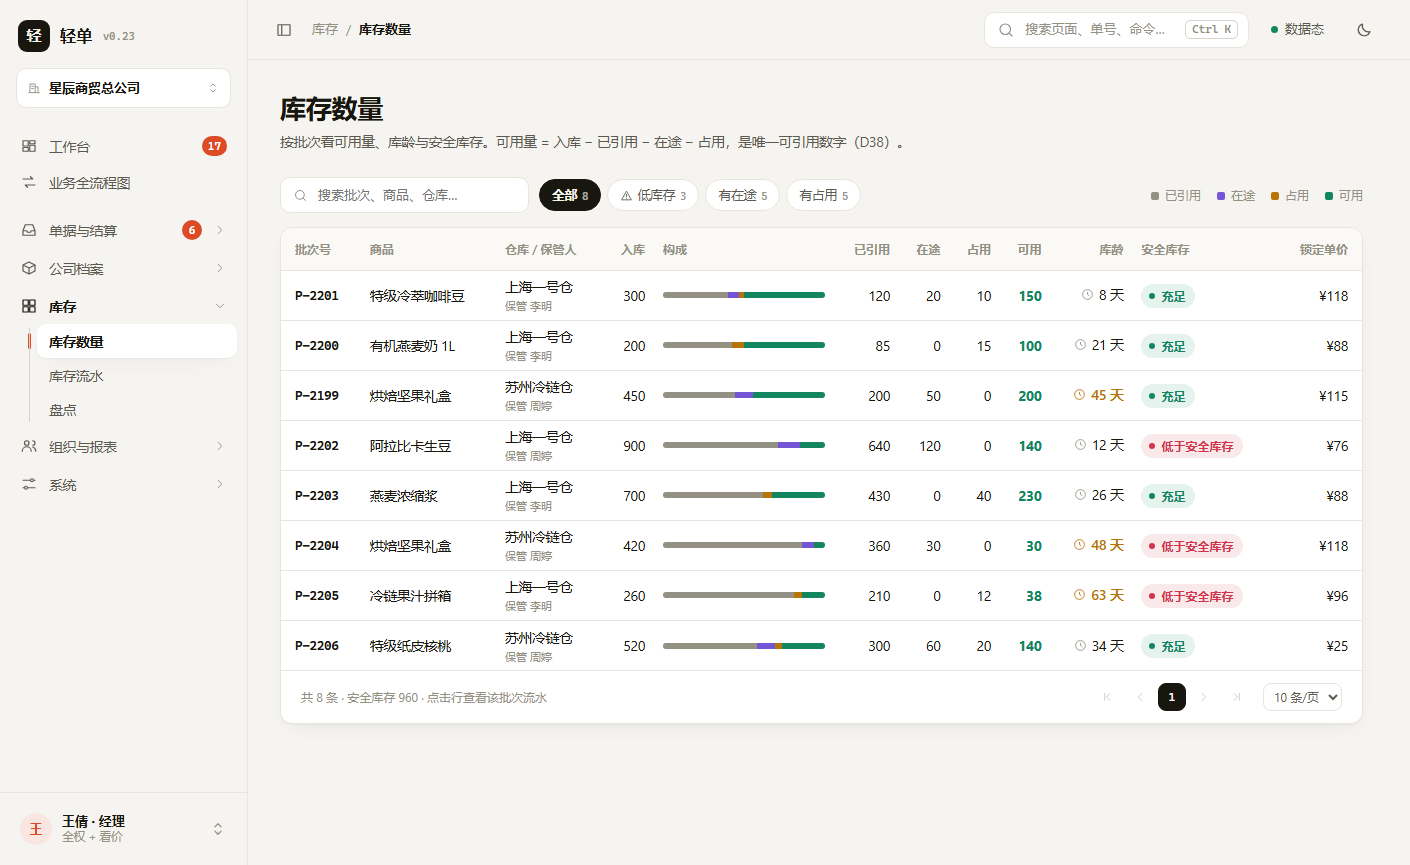 轻 轻单 v0.23
星辰商贸总公司
工作台 17
业务全流程图
单据与结算 6
公司档案
库存
库存数量
库存流水
盘点
组织与报表
系统
王 王倩 · 经理
全权 + 看价
库存 / 库存数量
搜索页面、单号、命令... Ctrl K
数据态
库存数量
按批次看可用量、库龄与安全库存。可用量 = 入库 − 已引用 − 在途 − 占用，是唯一可引用数字（D38）。
搜索批次、商品、仓库... 全部 8 低库存 3 有在途 5 有占用 5 已引用 在途 占用 可用
批次号 商品 仓库 / 保管人 入库 构成 已引用 在途 占用 可用 库龄 安全库存 锁定单价
P-2201 特级冷萃咖啡豆 上海一号仓 300 120 20 10 150 8 天 充足 ¥118
保管 李明
P-2200 有机燕麦奶 1L 上海一号仓 200 85 0 15 100 21 天 充足 ¥88
保管 李明
P-2199 烘焙坚果礼盒 苏州冷链仓 450 200 50 0 200 45 天 充足 ¥115
保管 周婷
P-2202 阿拉比卡生豆 上海一号仓 900 640 120 0 140 12 天 低于安全库存 ¥76
保管 周婷
P-2203 燕麦浓缩浆 上海一号仓 700 430 0 40 230 26 天 充足 ¥88
保管 李明
P-2204 烘焙坚果礼盒 苏州冷链仓 420 360 30 0 30 48 天 低于安全库存 ¥118
保管 周婷
P-2205 冷链果汁拼箱 上海一号仓 260 210 0 12 38 63 天 低于安全库存 ¥96
保管 李明
P-2206 特级纸皮核桃 苏州冷链仓 520 300 60 20 140 34 天 充足 ¥25
保管 周婷
共 8 条 · 安全库存 960 · 点击行查看该批次流水 1 10 条/页